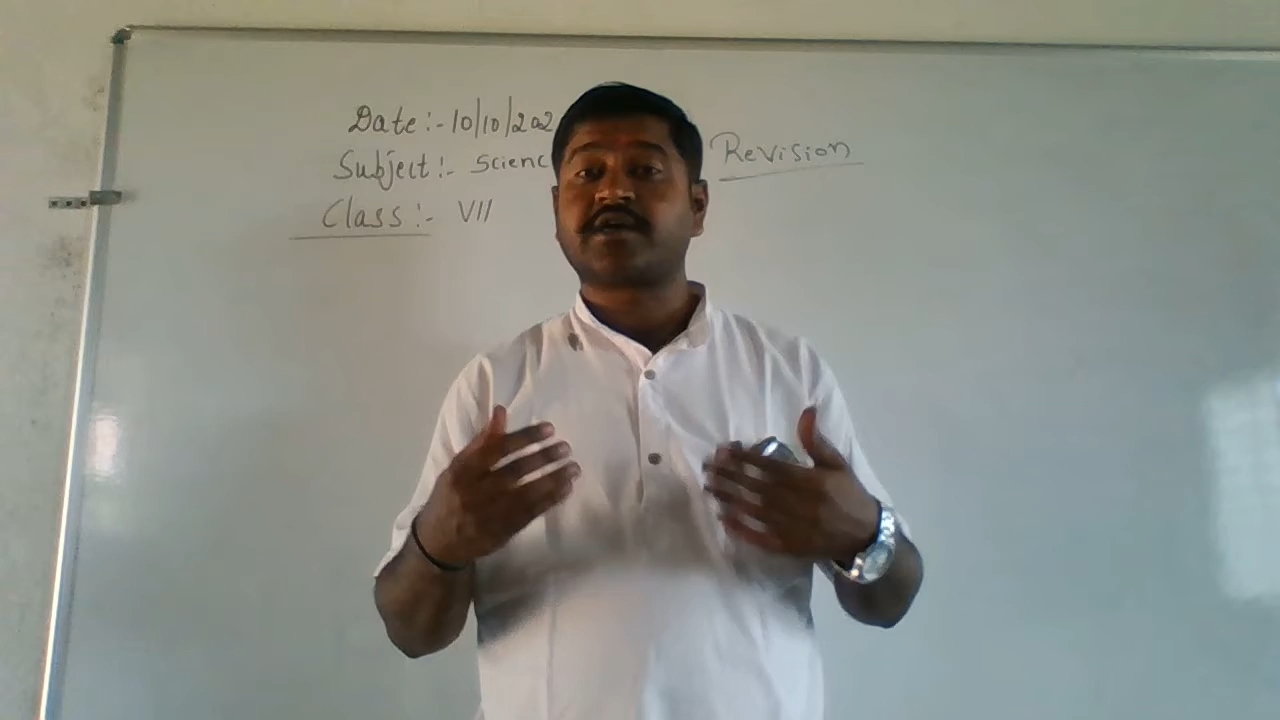 Date :- 10/10/202
Subject :- Scienc
Revision
Class :- VII